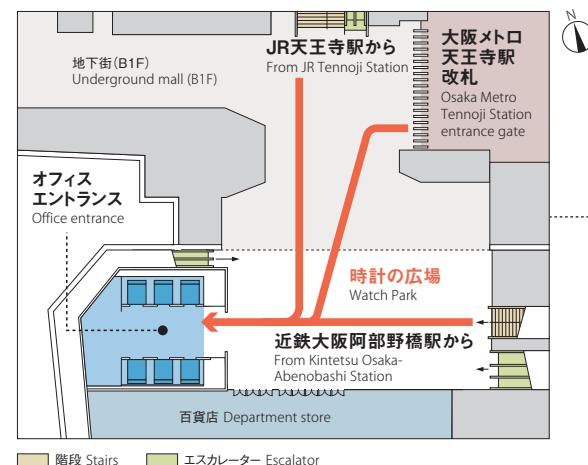 N
JR天王寺駅から
From JR Tennoji Station
大阪メトロ
天王寺駅
改札
Osaka Metro
Tennoji Station
entrance gate
地下街(B1F)
Underground mall (B1F)
オフィス
エントランス
Office entrance
時計の広場
Watch Park
近鉄大阪阿部野橋駅から
From Kintetsu Osaka-
Abenobashi Station
百貨店 Department store
階段 Stairs
エスカレーター Escalator